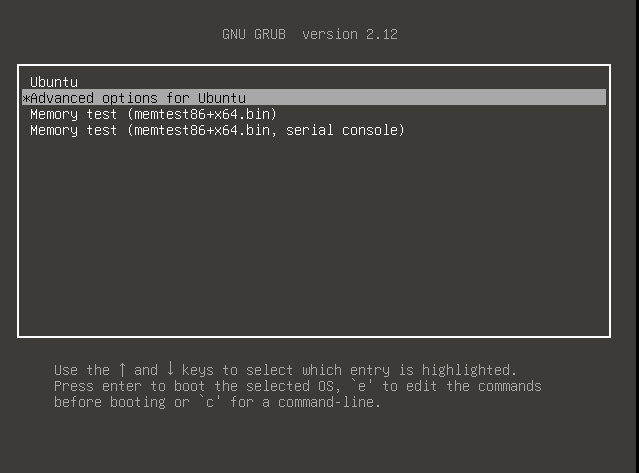 GNU GRUB  version 2.12
Ubuntu
*Advanced options for Ubuntu
Memory test (memtest86+x64.bin)
Memory test (memtest86+x64.bin, serial console)
Use the ↑ and ↓ keys to select which entry is highlighted.
Press enter to boot the selected OS, `e' to edit the commands
before booting or `c' for a command-line.